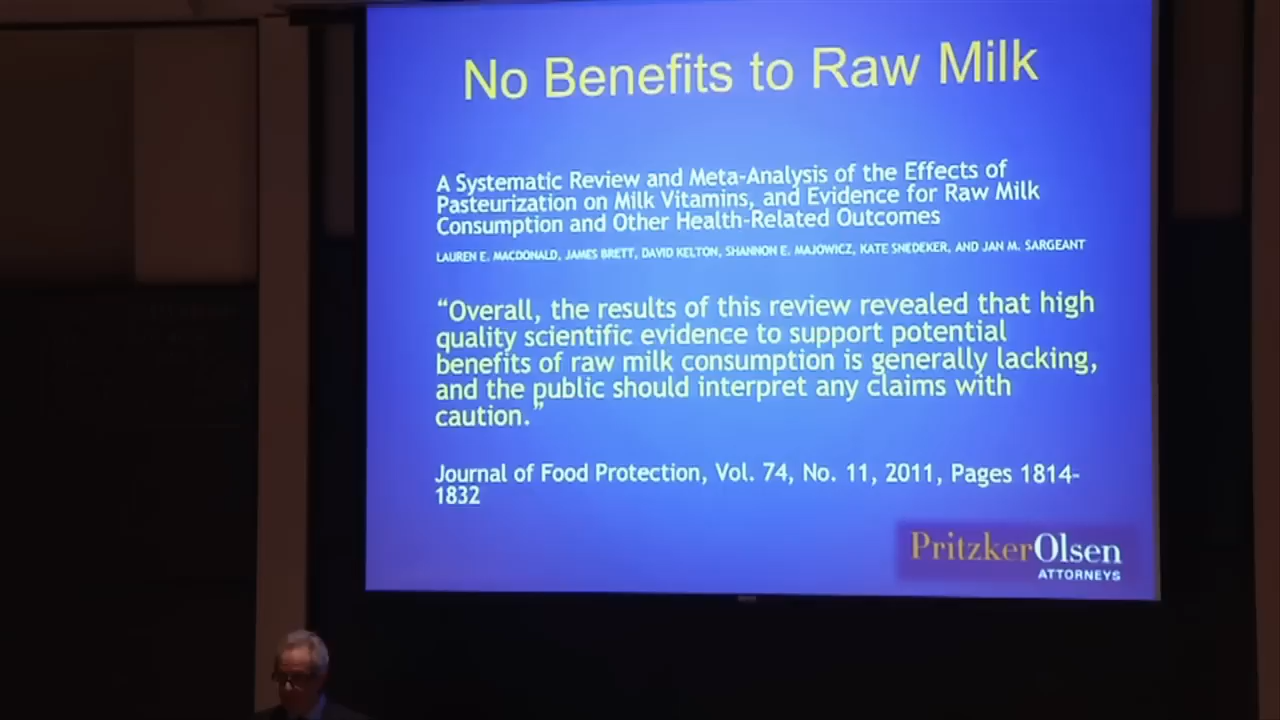 No Benefits to Raw Milk
A Systematic Review and Meta-Analysis of the Effects of
Pasteurization on Milk Vitamins, and Evidence for Raw Milk
Consumption and Other Health-Related Outcomes
LAUREN E. MACDONALD, JAMES BRETT, DAVID KELTON, SHANNON E. MAJOWICZ, KATE SNEDEKER, AND JAN M. SARGEANT
“Overall, the results of this review revealed that high
quality scientific evidence to support potential
benefits of raw milk consumption is generally lacking,
and the public should interpret any claims with
caution.”
Journal of Food Protection, Vol. 74, No. 11, 2011, Pages 1814-
1832
PritzkerOlsen
ATTORNEYS